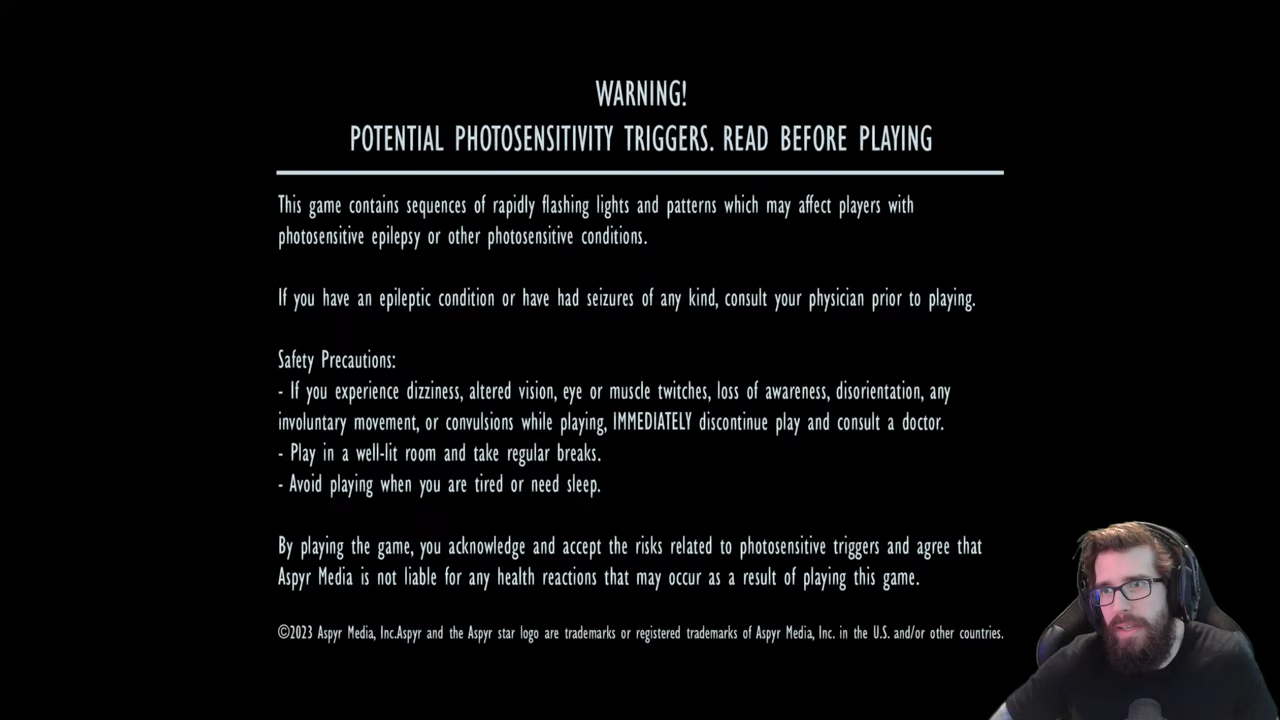 WARNING!
POTENTIAL PHOTOSENSITIVITY TRIGGERS. READ BEFORE PLAYING
This game contains sequences of rapidly flashing lights and patterns which may affect players with
photosensitive epilepsy or other photosensitive conditions.
If you have an epileptic condition or have had seizures of any kind, consult your physician prior to playing.
Safety Precautions:
- If you experience dizziness, altered vision, eye or muscle twitches, loss of awareness, disorientation, any
involuntary movement, or convulsions while playing, IMMEDIATELY discontinue play and consult a doctor.
- Play in a well-lit room and take regular breaks.
- Avoid playing when you are tired or need sleep.
By playing the game, you acknowledge and accept the risks related to photosensitive triggers and agree that
Aspyr Media is not liable for any health reactions that may occur as a result of playing this game.
©2023 Aspyr Media, Inc.Aspyr and the Aspyr star logo are trademarks or registered trademarks of Aspyr Media, Inc. in the U.S. and/or other countries.